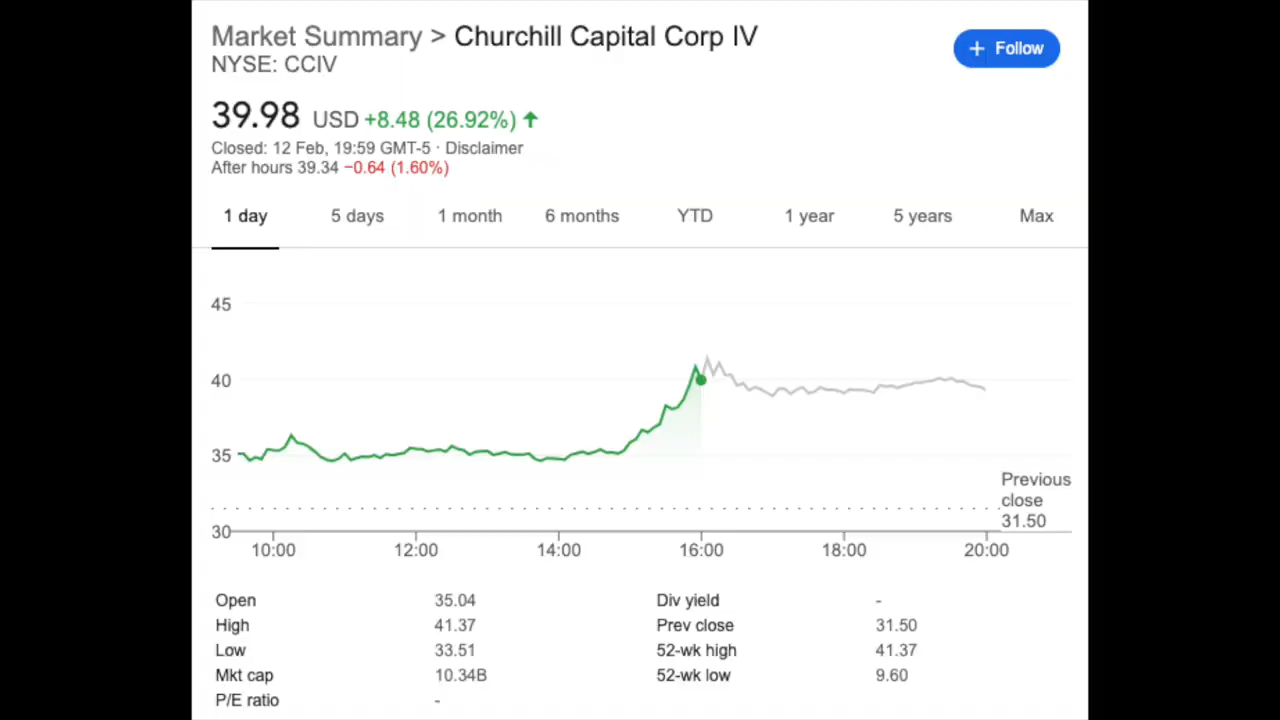 Market Summary > Churchill Capital Corp IV
NYSE: CCIV
+ Follow
39.98 USD +8.48 (26.92%) ↑
Closed: 12 Feb, 19:59 GMT-5 · Disclaimer
After hours 39.34 −0.64 (1.60%)
1 day 5 days 1 month 6 months YTD 1 year 5 years Max
45
40
35
30
Previous
close
31.50
10:00 12:00 14:00 16:00 18:00 20:00
Open 35.04 Div yield -
High 41.37 Prev close 31.50
Low 33.51 52-wk high 41.37
Mkt cap 10.34B 52-wk low 9.60
P/E ratio -